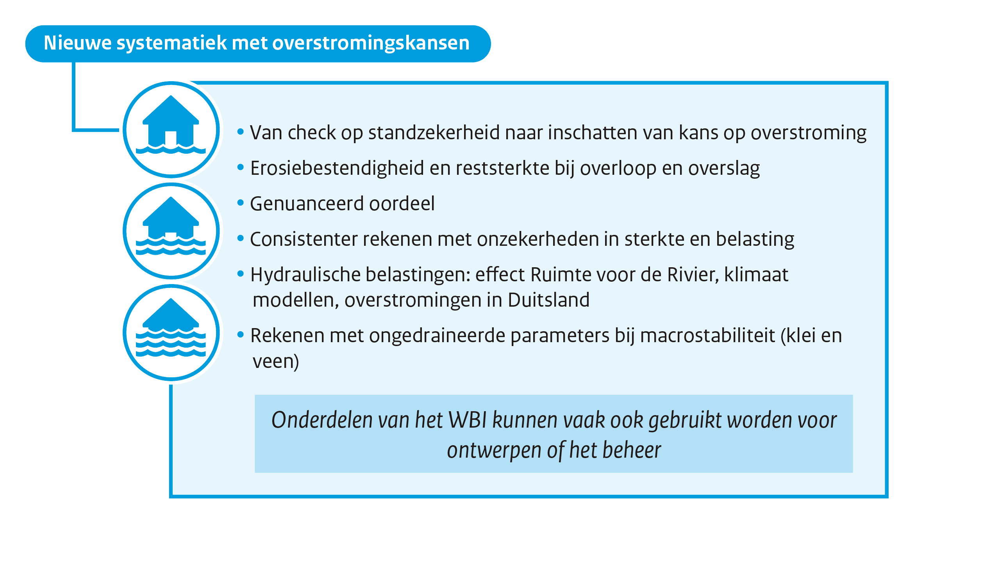 Nieuwe systematiek met overstromingskansen
• Van check op standzekerheid naar inschatten van kans op overstroming
• Erosiebestendigheid en reststerkte bij overloop en overslag
• Genuanceerd oordeel
• Consistenter rekenen met onzekerheden in sterkte en belasting
• Hydraulische belastingen: effect Ruimte voor de Rivier, klimaat
modellen, overstromingen in Duitsland
• Rekenen met ongedraineerde parameters bij macrostabiliteit (klei en
veen)
Onderdelen van het WBI kunnen vaak ook gebruikt worden voor
ontwerpen of het beheer